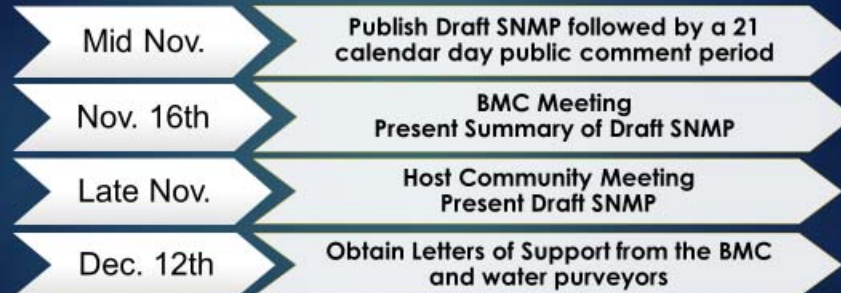 Mid Nov.
Publish Draft SNMP followed by a 21
calendar day public comment period
Nov. 16th
BMC Meeting
Present Summary of Draft SNMP
Late Nov.
Host Community Meeting
Present Draft SNMP
Dec. 12th
Obtain Letters of Support from the BMC
and water purveyors